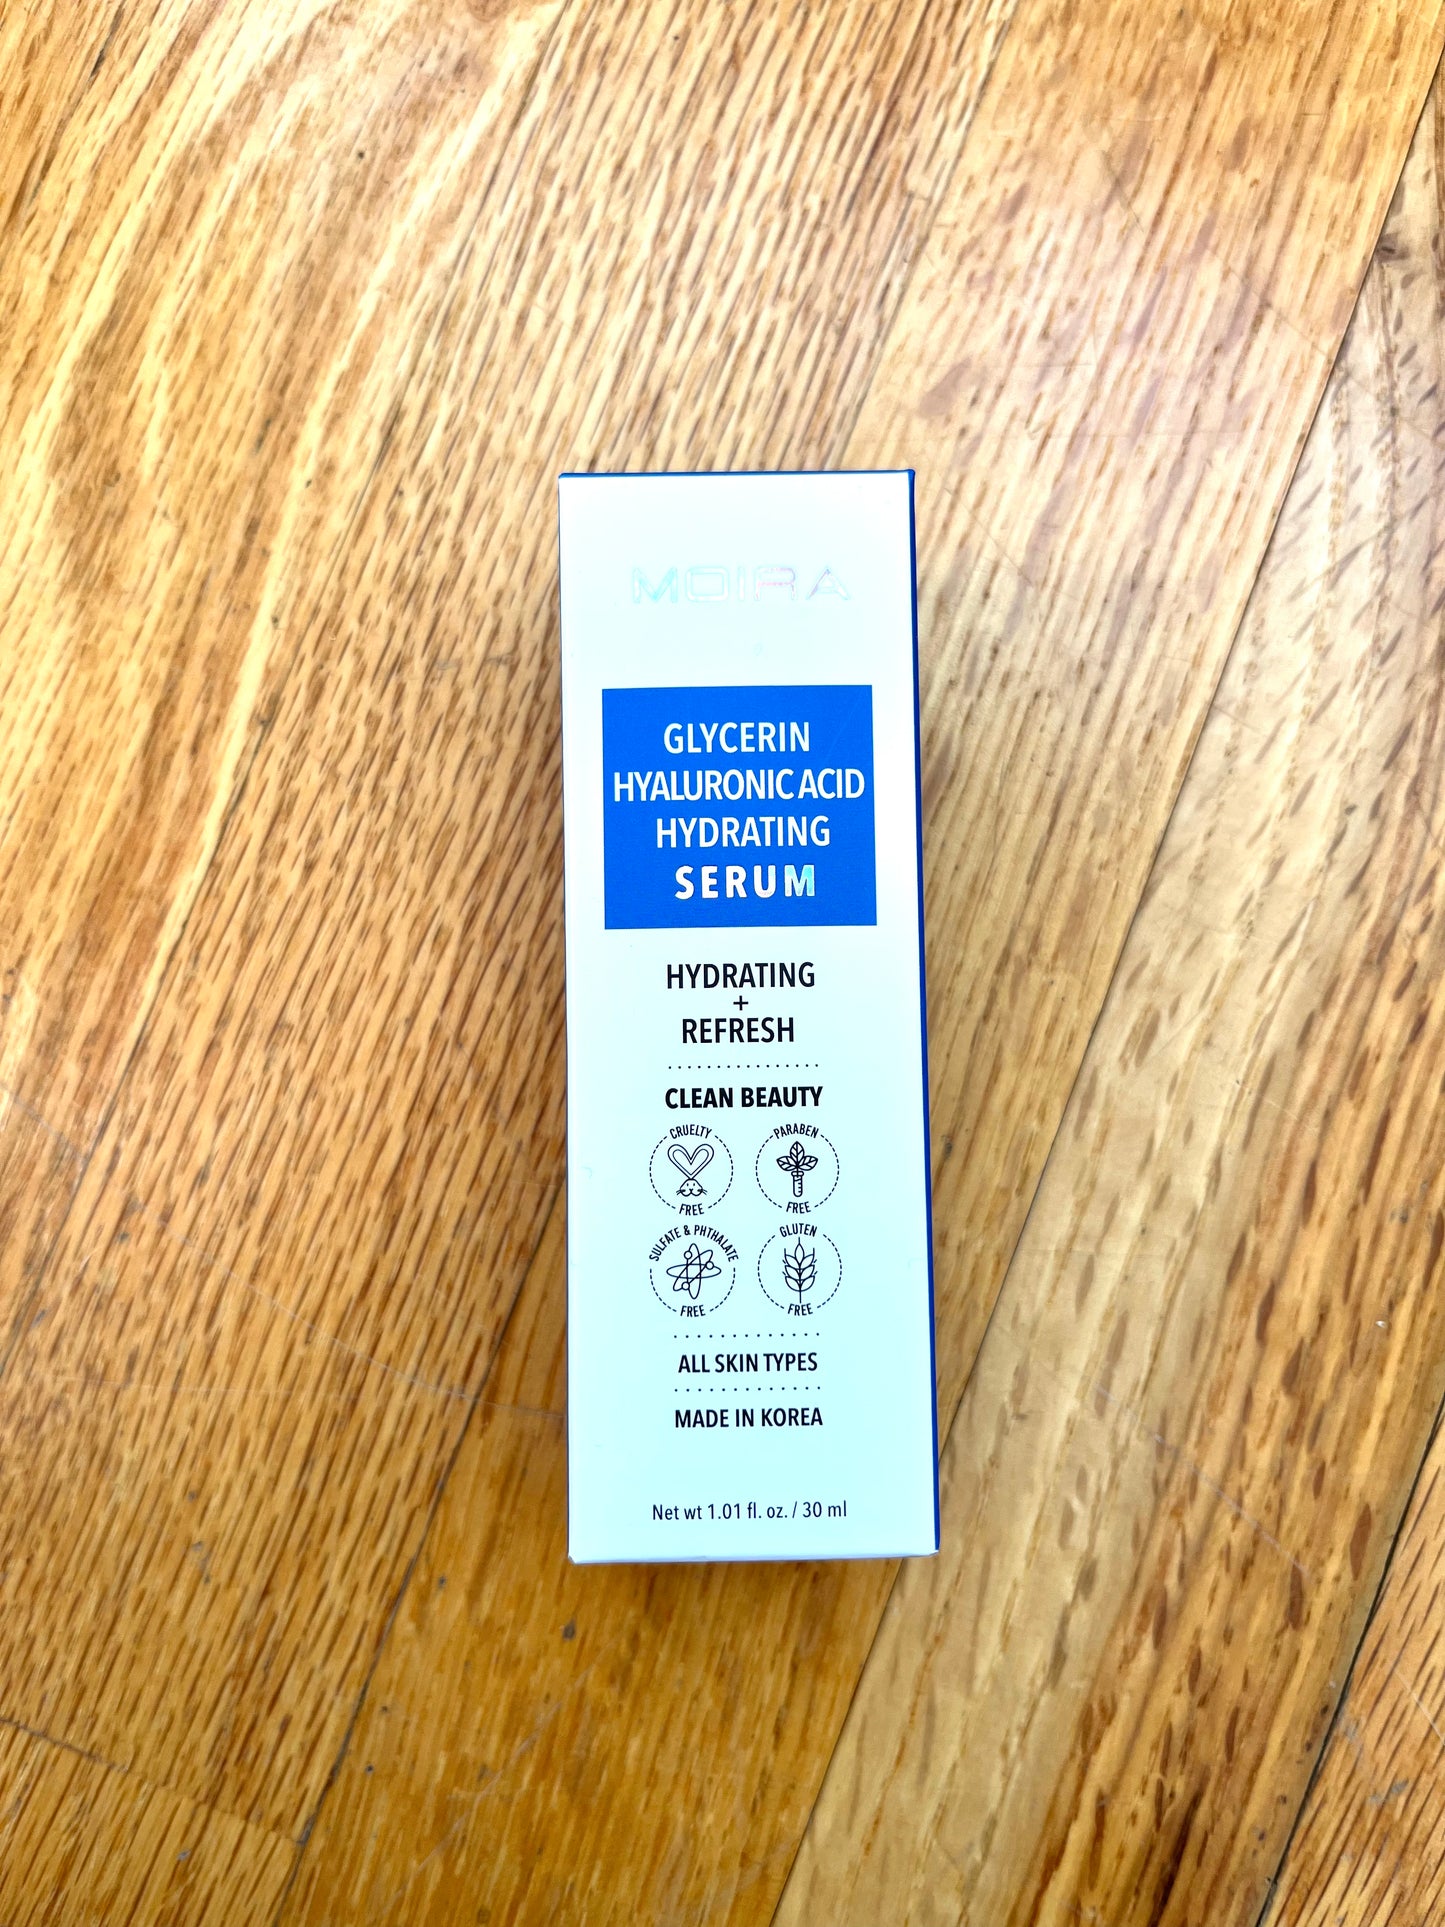 MOIRA
GLYCERIN
HYALURONIC ACID
HYDRATING
SERUM
HYDRATING
+
REFRESH
CLEAN BEAUTY
CRUELTY
FREE
PARABEN
FREE
SULFATE & PHTHALATE
FREE
GLUTEN
FREE
ALL SKIN TYPES
MADE IN KOREA
Net wt 1.01 fl. oz. / 30 ml